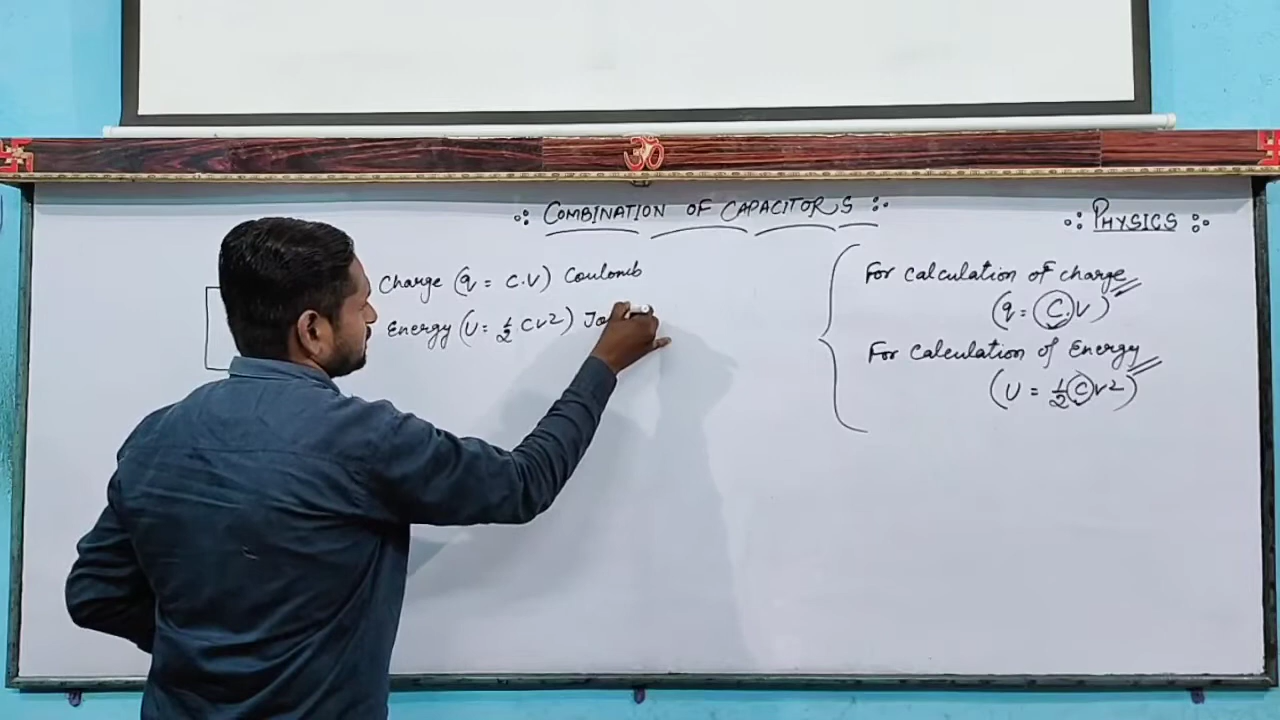 ॐ
:: COMBINATION OF CAPACITORS ::
:: PHYSICS ::
Charge (q = C.V) Coulomb
Energy (U = 1/2 CV²)
For Calculation of charge
(q = C.V)
For Calculation of Energy
(U = 1/2 CV²)